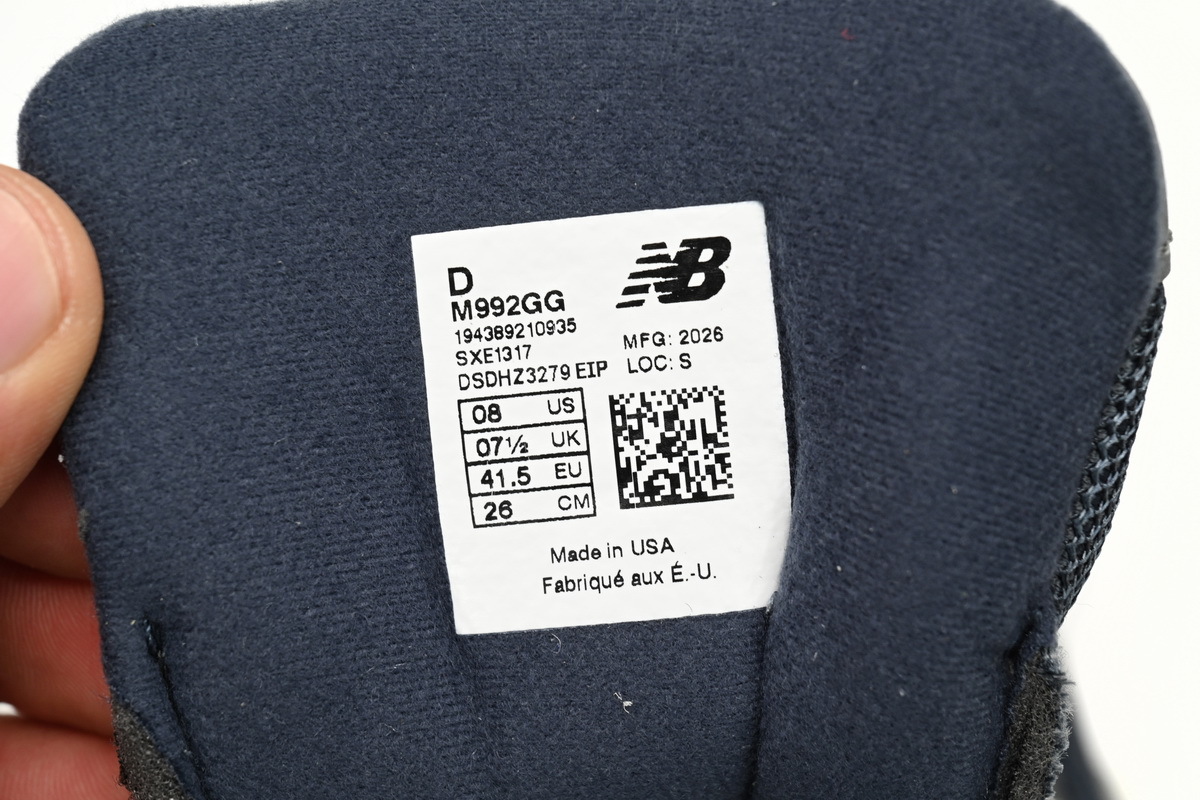 D
NB
M992GG
194389210935
SXE1317
DSDHZ3279 EIP
MFG: 2026
LOC: S
08 US
07½ UK
41.5 EU
26 CM
Made in USA
Fabriqué aux É.-U.